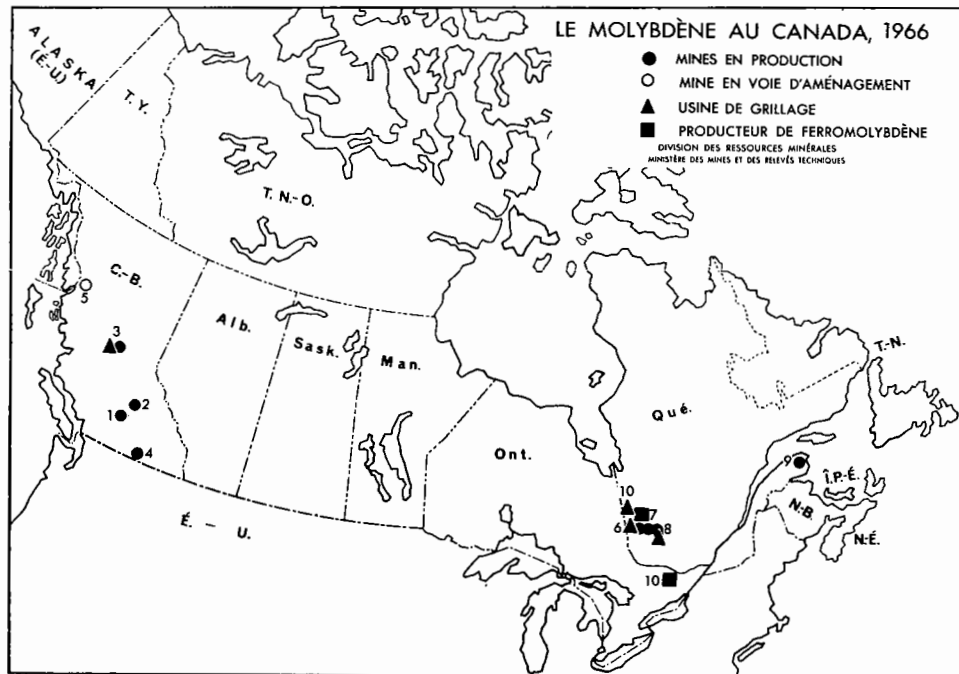 LE MOLYBDÈNE AU CANADA, 1966
MINES EN PRODUCTION
MINE EN VOIE D'AMÉNAGEMENT
USINE DE GRILLAGE
PRODUCTEUR DE FERROMOLYBDÈNE
DIVISION DES RESSOURCES MINÉRALES
MINISTÈRE DES MINES ET DES RELEVÉS TECHNIQUES
ALASKA
(É.-U.)
T.Y.
T.N.-O.
C.-B.
5
Alb.
3
Sask.
Man.
T.-N.
Qué.
2
1
4
Ont.
9
Î.P.-É.
N.-B.
N.-É.
10
7
6
8
É. - U.
10